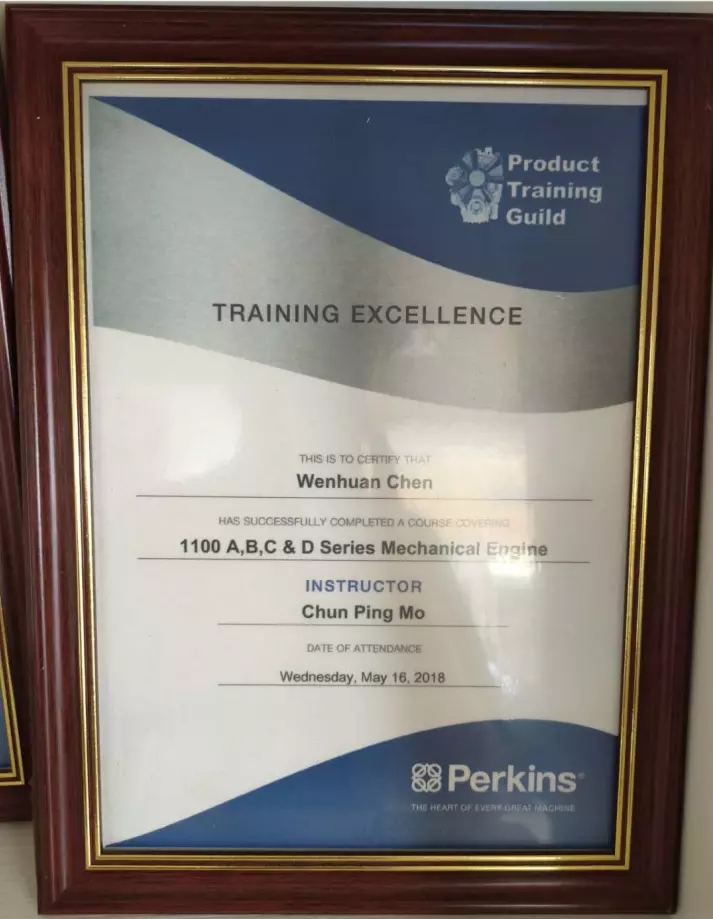 Product
Training
Guild
TRAINING EXCELLENCE
THIS IS TO CERTIFY THAT
Wenhuan Chen
HAS SUCCESSFULLY COMPLETED A COURSE COVERING
1100 A,B,C & D Series Mechanical Engine
INSTRUCTOR
Chun Ping Mo
DATE OF ATTENDANCE
Wednesday, May 16, 2018
Perkins®
THE HEART OF EVERY GREAT MACHINE